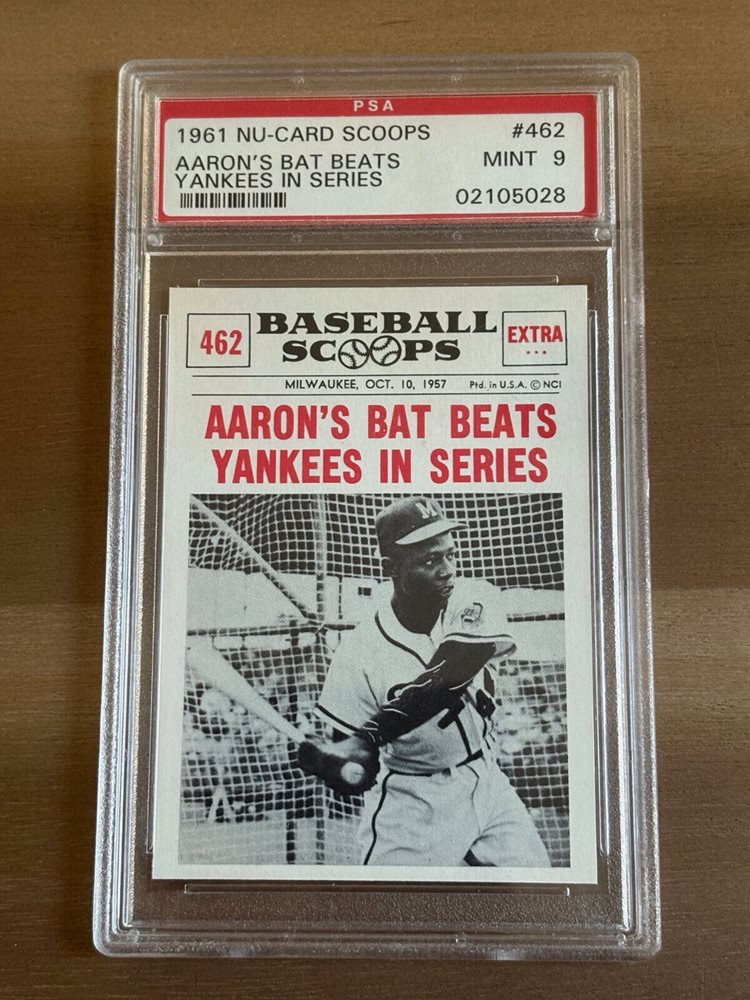 PSA
1961 NU-CARD SCOOPS #462
AARON'S BAT BEATS MINT 9
YANKEES IN SERIES
02105028
462 BASEBALL EXTRA
SCOOPS
MILWAUKEE, OCT. 10, 1957 Ptd. in U.S.A. © NCI
AARON'S BAT BEATS
YANKEES IN SERIES
M